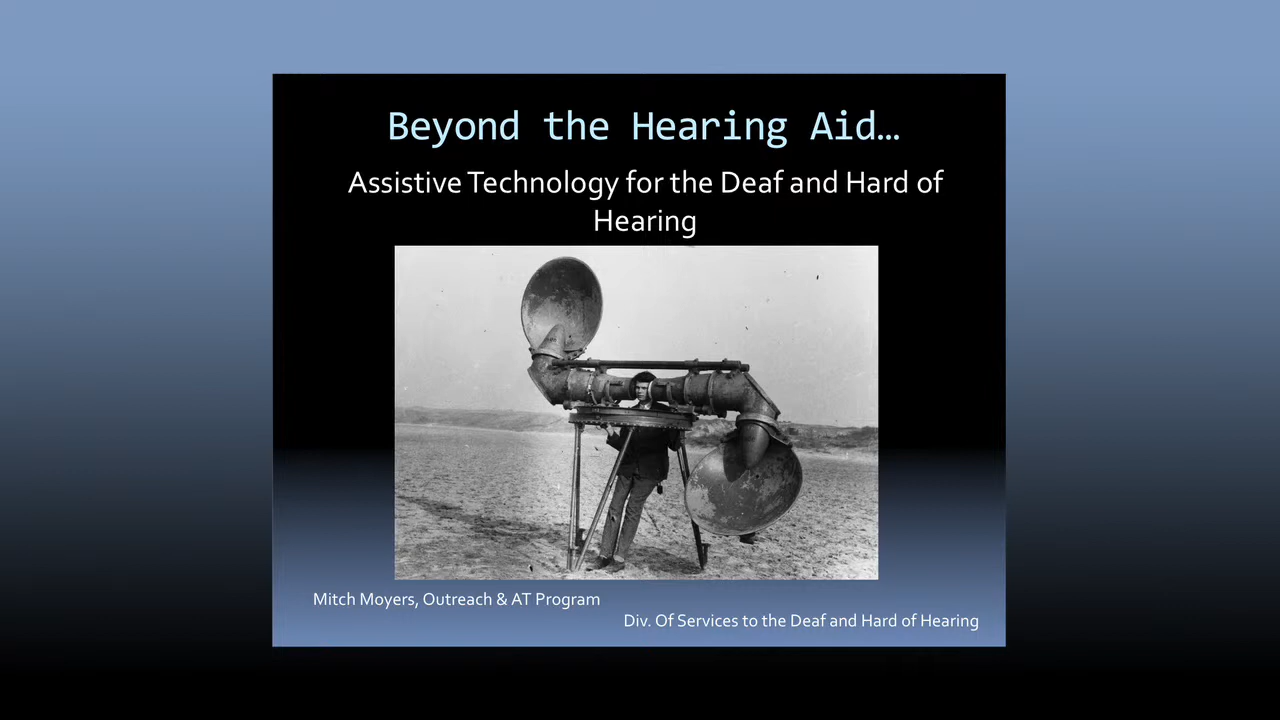 Beyond the Hearing Aid…
Assistive Technology for the Deaf and Hard of
Hearing
Mitch Moyers, Outreach & AT Program
Div. Of Services to the Deaf and Hard of Hearing